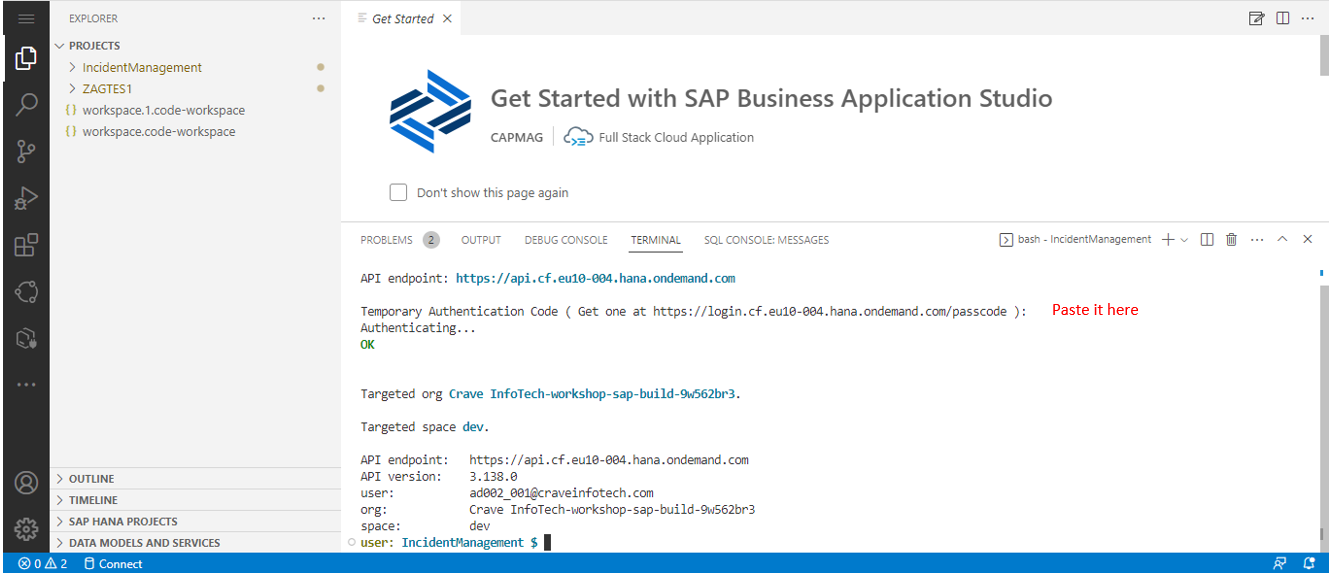 EXPLORER
Get Started
PROJECTS
IncidentManagement
ZAGTES1
{} workspace.1.code-workspace
{} workspace.code-workspace
Get Started with SAP Business Application Studio
CAPMAG
Full Stack Cloud Application
Don't show this page again
PROBLEMS 2 OUTPUT DEBUG CONSOLE TERMINAL SQL CONSOLE: MESSAGES bash - IncidentManagement
API endpoint: https://api.cf.eu10-004.hana.ondemand.com
Temporary Authentication Code ( Get one at https://login.cf.eu10-004.hana.ondemand.com/passcode ): Paste it here
Authenticating...
OK
Targeted org Crave InfoTech-workshop-sap-build-9w562br3.
Targeted space dev.
API endpoint: https://api.cf.eu10-004.hana.ondemand.com
API version: 3.138.0
user: ad002_001@craveinfotech.com
org: Crave InfoTech-workshop-sap-build-9w562br3
space: dev
user: IncidentManagement $
OUTLINE
TIMELINE
SAP HANA PROJECTS
DATA MODELS AND SERVICES
0 2 Connect